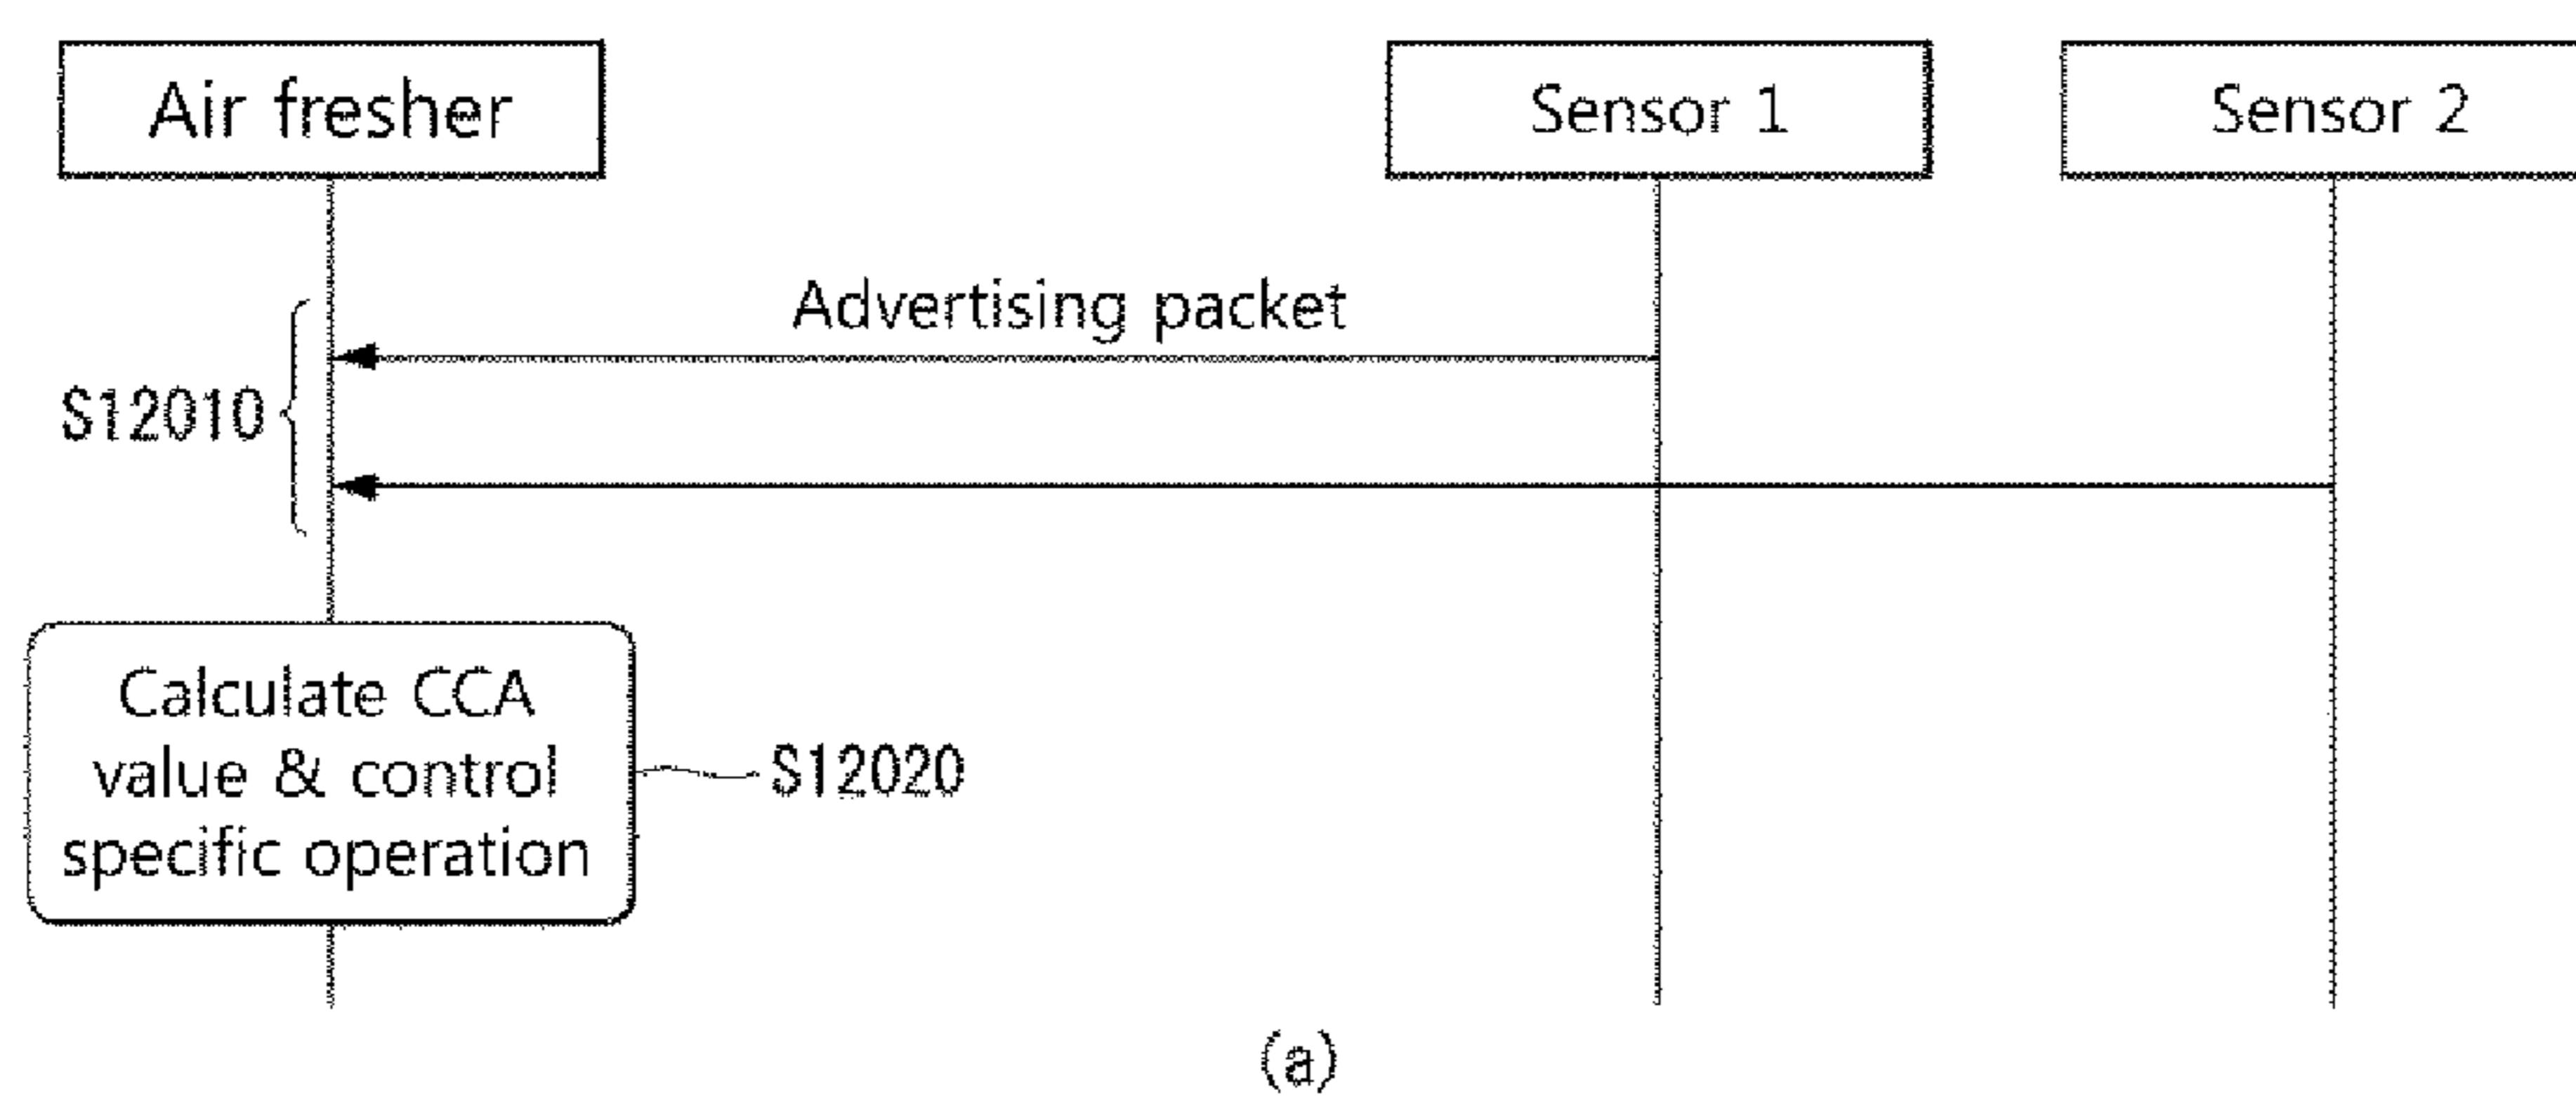 Air fresher
Sensor 1
Sensor 2
Advertising packet
S12010
Calculate CCA
value & control
specific operation
S12020
(a)